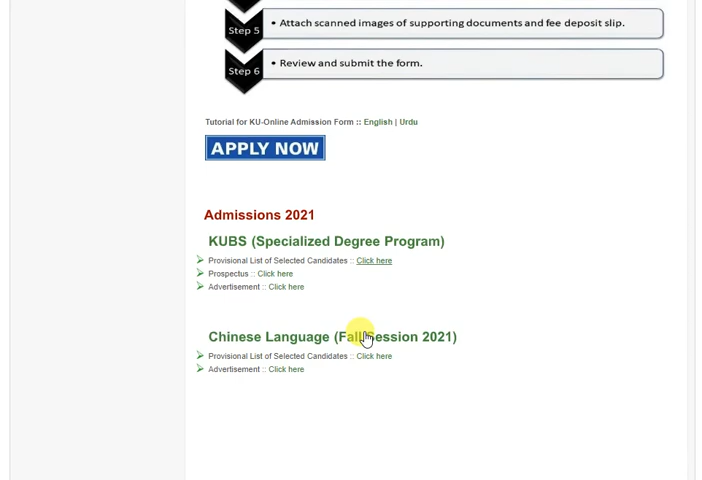 Step 5
• Attach scanned images of supporting documents and fee deposit slip.
Step 6
• Review and submit the form.
Tutorial for KU-Online Admission Form :: English | Urdu
APPLY NOW
Admissions 2021
KUBS (Specialized Degree Program)
Provisional List of Selected Candidates :: Click here
Prospectus :: Click here
Advertisement :: Click here
Chinese Language (Fall Session 2021)
Provisional List of Selected Candidates :: Click here
Advertisement :: Click here